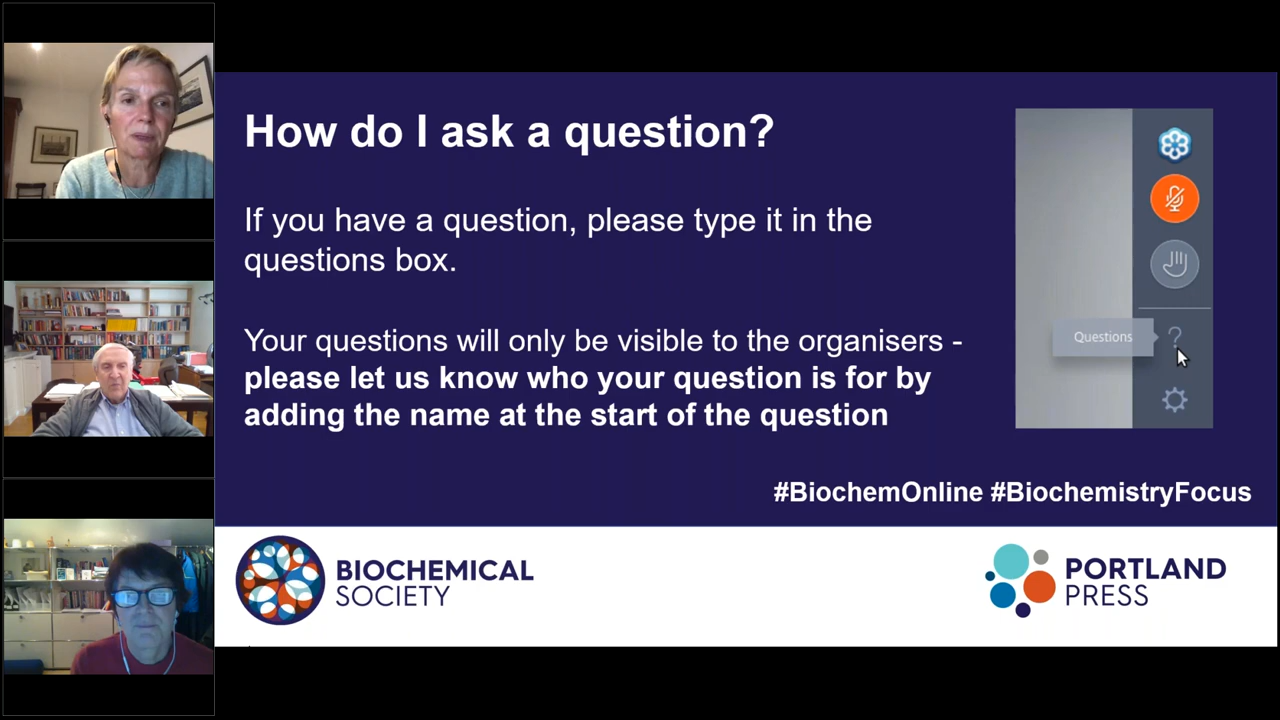 How do I ask a question?
If you have a question, please type it in the
questions box.
Your questions will only be visible to the organisers -
please let us know who your question is for by
adding the name at the start of the question
Questions
?
#BiochemOnline #BiochemistryFocus
BIOCHEMICAL
SOCIETY
PORTLAND
PRESS